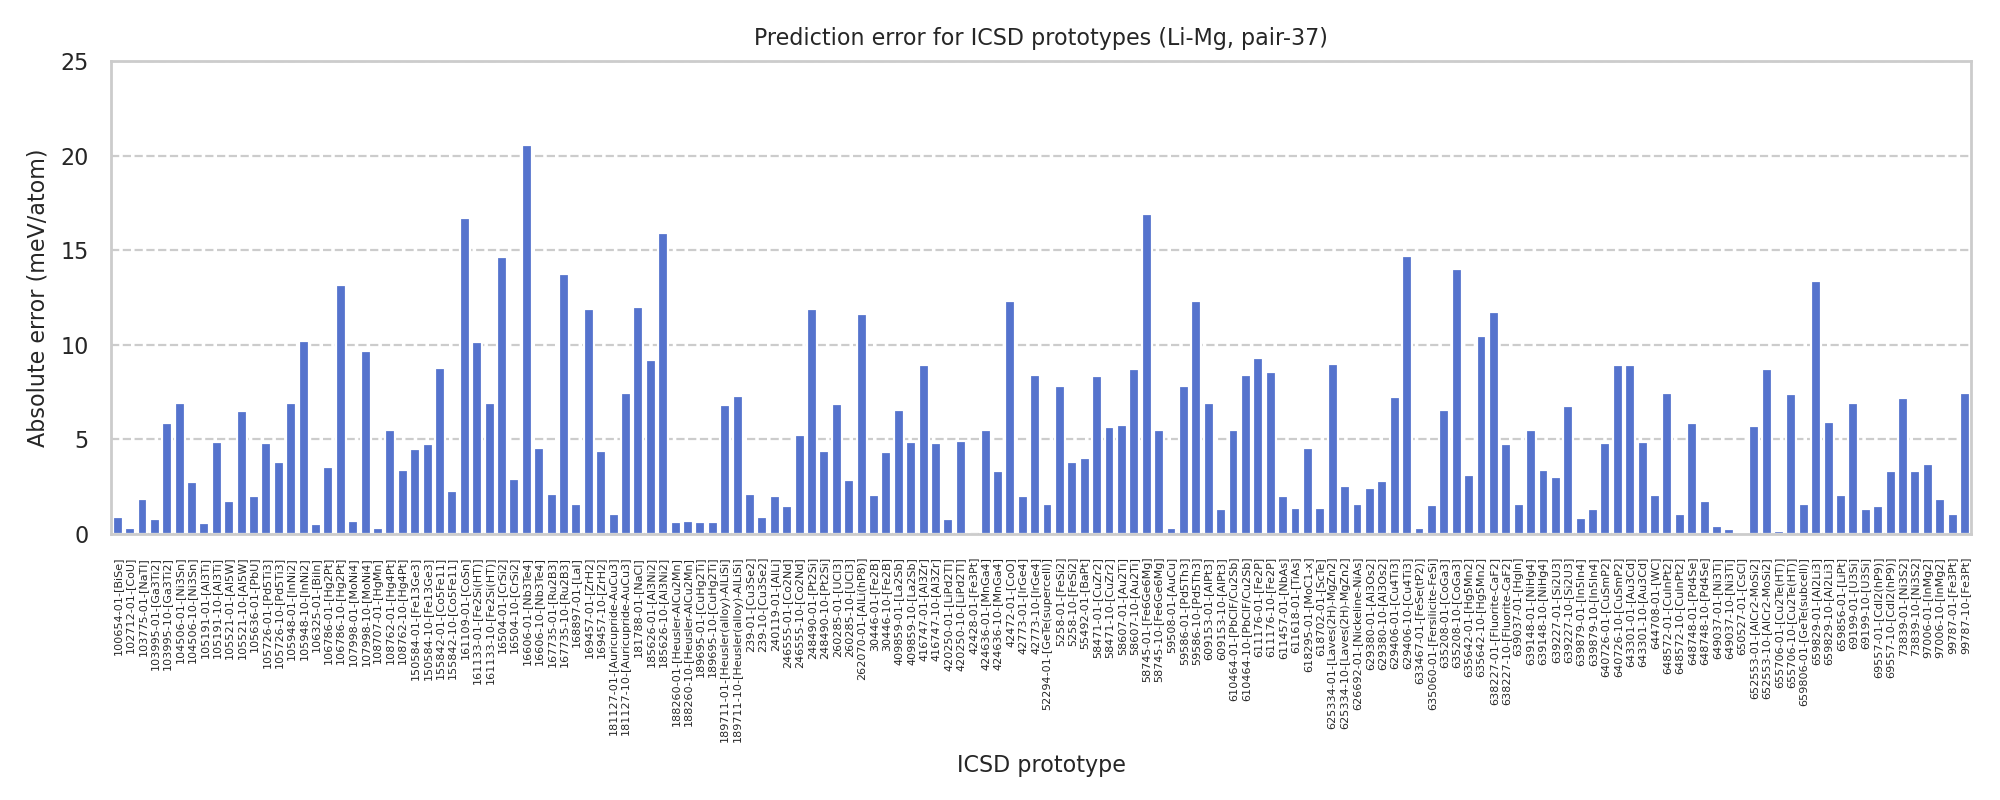 Prediction error for ICSD prototypes (Li-Mg, pair-37)
Absolute error (meV/atom)
25
20
15
10
5
0
100654-01-[BiSe]
102712-01-[CoU]
103775-01-[NaTl]
103995-01-[Ga3Ti2]
103995-10-[Ga3Ti2]
104506-01-[Ni3Sn]
104506-10-[Ni3Sn]
105191-01-[Al3Ti]
105191-10-[Al3Ti]
105521-01-[Al5W]
105521-10-[Al5W]
105636-01-[PbU]
105726-01-[Pd5Ti3]
105726-10-[Pd5Ti3]
105948-01-[InNi2]
105948-10-[InNi2]
106325-01-[BiIn]
106786-01-[Hg2Pt]
106786-10-[Hg2Pt]
107998-01-[MoNi4]
107998-10-[MoNi4]
108707-01-[HgMn]
108762-01-[Hg4Pt]
108762-10-[Hg4Pt]
150584-01-[Fe13Ge3]
150584-10-[Fe13Ge3]
155842-01-[Co5Fe11]
155842-10-[Co5Fe11]
161109-01-[CoSn]
161133-01-[Fe2Si(HT)]
161133-10-[Fe2Si(HT)]
16504-01-[CrSi2]
16504-10-[CrSi2]
16606-01-[Nb3Te4]
16606-10-[Nb3Te4]
167735-01-[Ru2B3]
167735-10-[Ru2B3]
168897-01-[LaI]
169457-01-[ZrH2]
169457-10-[ZrH2]
181127-01-[Auricupride-AuCu3]
181127-10-[Auricupride-AuCu3]
181788-01-[NaCl]
185626-01-[Al3Ni2]
185626-10-[Al3Ni2]
188260-01-[Heusler-AlCu2Mn]
188260-10-[Heusler-AlCu2Mn]
189695-01-[CuHg2Ti]
189695-10-[CuHg2Ti]
189711-01-[Heusler(alloy)-AlLiSi]
189711-10-[Heusler(alloy)-AlLiSi]
239-01-[Cu3Se2]
239-10-[Cu3Se2]
240119-01-[AlLi]
246555-01-[Co2Nd]
246555-10-[Co2Nd]
248490-01-[Pt2Si]
248490-10-[Pt2Si]
260285-01-[UCl3]
260285-10-[UCl3]
262070-01-[AlLi(hP8)]
30446-01-[Fe2B]
30446-10-[Fe2B]
409859-01-[La2Sb]
409859-10-[La2Sb]
416747-01-[Al3Zr]
416747-10-[Al3Zr]
420250-01-[LiPd2Tl]
420250-10-[LiPd2Tl]
42428-01-[Fe3Pt]
424636-01-[MnGa4]
424636-10-[MnGa4]
42472-01-[CoO]
42773-01-[IrGe4]
42773-10-[IrGe4]
52294-01-[GeTe(supercell)]
5258-01-[FeSi2]
5258-10-[FeSi2]
55492-01-[BaPt]
58471-01-[CuZr2]
58471-10-[CuZr2]
58607-01-[Au2Ti]
58607-10-[Au2Ti]
58745-01-[Fe6Ge6Mg]
58745-10-[Fe6Ge6Mg]
59508-01-[AuCu]
59586-01-[Pd5Th3]
59586-10-[Pd5Th3]
609153-01-[AlPt3]
609153-10-[AlPt3]
610464-01-[PbClF/Cu2Sb]
610464-10-[PbClF/Cu2Sb]
611176-01-[Fe2P]
611176-10-[Fe2P]
611457-01-[NbAs]
611618-01-[TiAs]
618295-01-[MoC1-x]
618702-01-[ScTe]
625334-01-[Laves(2H)-MgZn2]
625334-10-[Laves(2H)-MgZn2]
626692-01-[Nickeline-NiAs]
629380-01-[Al3Os2]
629380-10-[Al3Os2]
629406-01-[Cu4Ti3]
629406-10-[Cu4Ti3]
633467-01-[FeSe(tP2)]
635060-01-[Fersilicite-FeSi]
635208-01-[CoGa3]
635208-10-[CoGa3]
635642-01-[Hg5Mn2]
635642-10-[Hg5Mn2]
638227-01-[Fluorite-CaF2]
638227-10-[Fluorite-CaF2]
639037-01-[HgIn]
639148-01-[NiHg4]
639148-10-[NiHg4]
639227-01-[Si2U3]
639227-10-[Si2U3]
639879-01-[In5In4]
639879-10-[In5In4]
640726-01-[CuSmP2]
640726-10-[CuSmP2]
643301-01-[Au3Cd]
643301-10-[Au3Cd]
644708-01-[WC]
648572-01-[CuInPt2]
648572-10-[CuInPt2]
648748-01-[Pd4Se]
648748-10-[Pd4Se]
649037-01-[Ni3Ti]
649037-10-[Ni3Ti]
650527-01-[CsCl]
652553-01-[AlCr2-MoSi2]
652553-10-[AlCr2-MoSi2]
655706-01-[Cu2Te(HT)]
655706-10-[Cu2Te(HT)]
659806-01-[GeTe(subcell)]
659829-01-[Al2Li3]
659829-10-[Al2Li3]
659856-01-[LiPt]
69199-01-[U3Si]
69199-10-[U3Si]
69557-01-[CdI2(hP9)]
69557-10-[CdI2(hP9)]
73839-01-[Ni3S2]
73839-10-[Ni3S2]
97006-01-[InMg2]
97006-10-[InMg2]
99787-01-[Fe3Pt]
99787-10-[Fe3Pt]
ICSD prototype